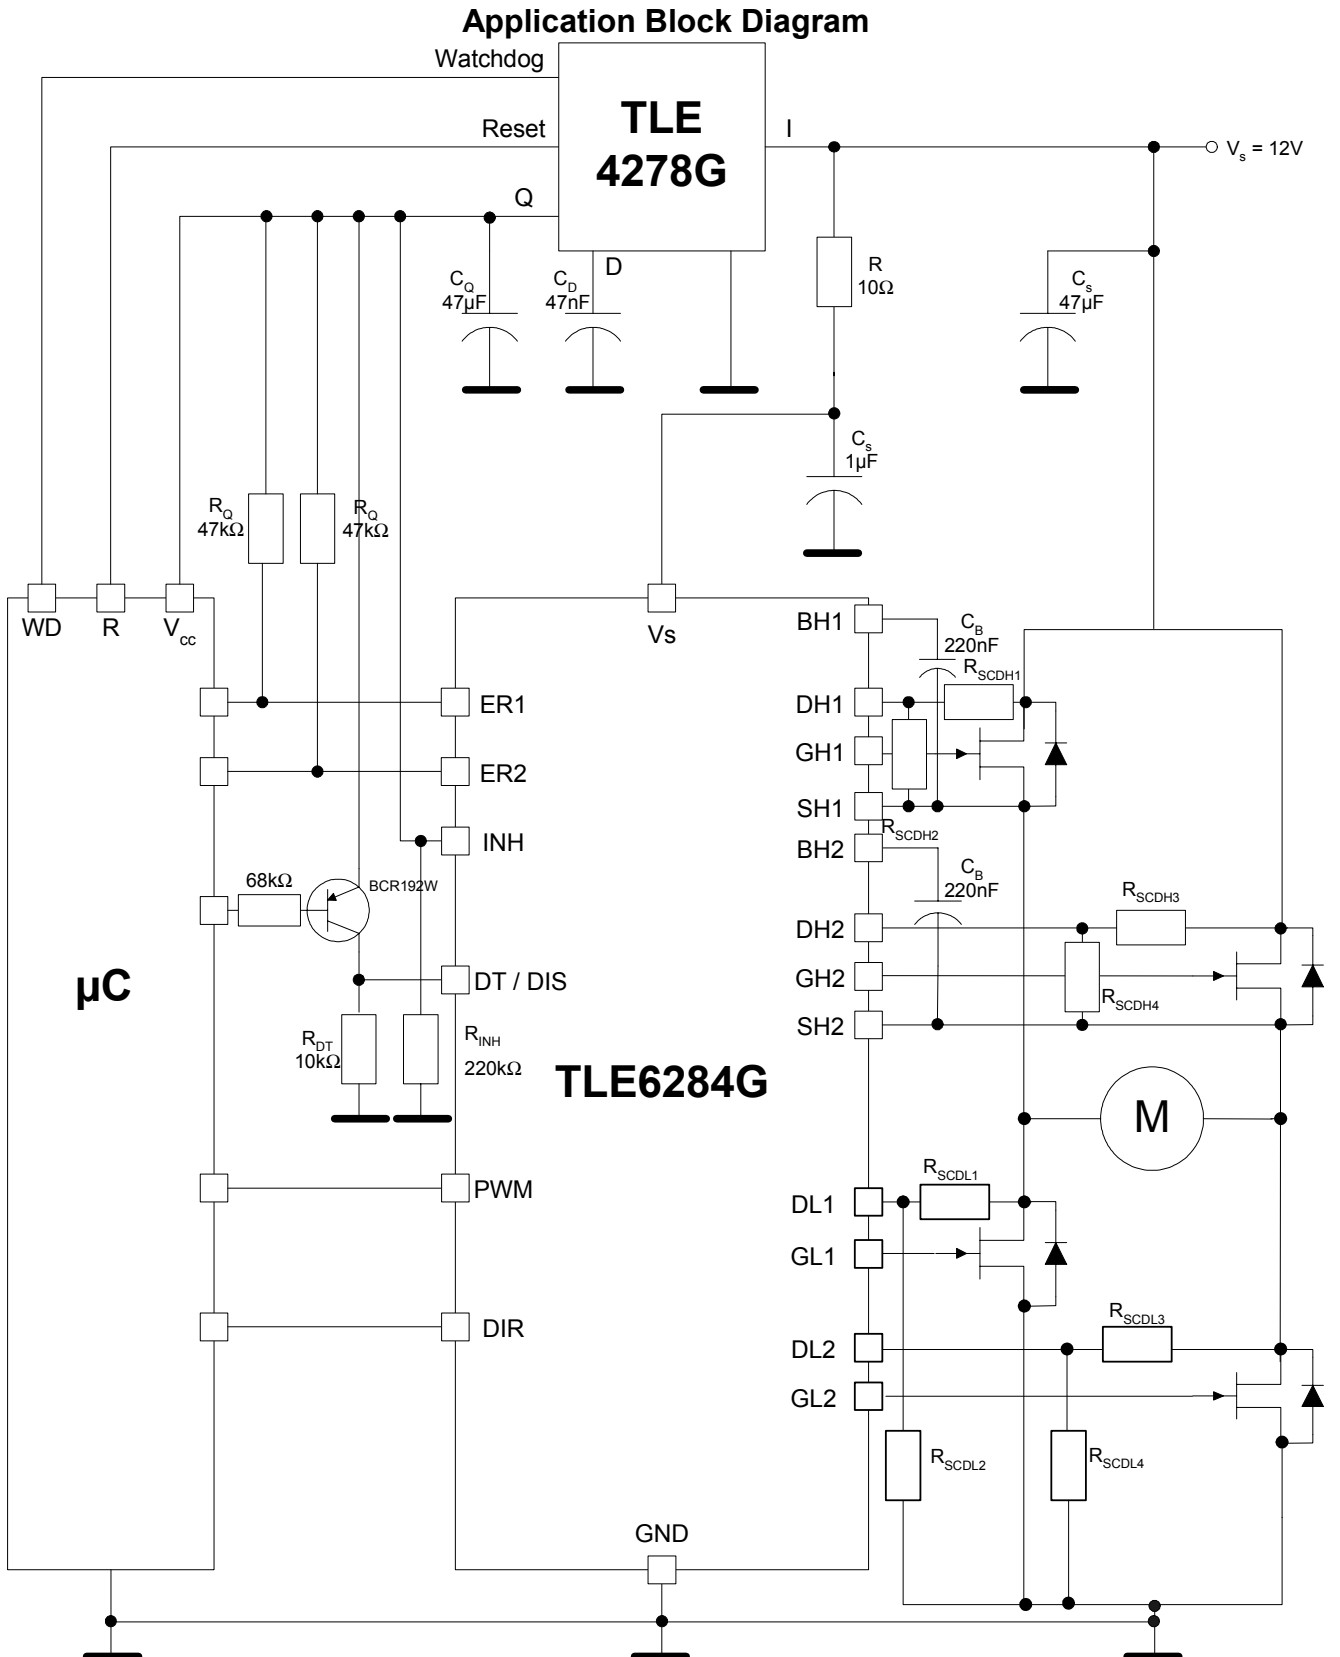 Application Block Diagram
Watchdog
TLE
4278G
Reset
I
Vs = 12V
Q
D
CQ
47µF
CD
47nF
R
10Ω
Cs
47µF
Cs
1µF
RQ
47kΩ
RQ
47kΩ
WD
R
Vcc
Vs
BH1
CB
220nF
RSCDH1
ER1
DH1
GH1
ER2
SH1
RSCDH2
INH
BH2
68kΩ
BCR192W
CB
220nF
RSCDH3
DH2
µC
DT / DIS
GH2
RSCDH4
SH2
RDT
10kΩ
RINH
220kΩ
TLE6284G
M
RSCDL1
PWM
DL1
GL1
RSCDL3
DIR
DL2
GL2
RSCDL2
RSCDL4
GND